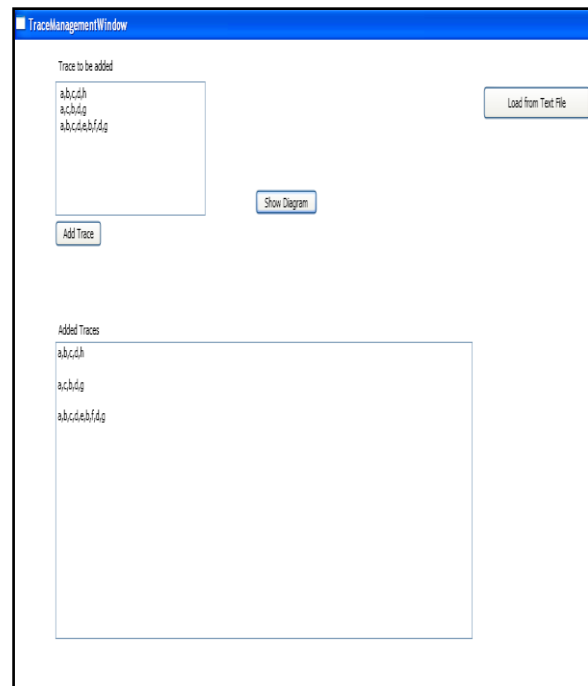 TraceManagementWindow
Trace to be added
a,b,c,d,h
a,c,b,d,g
a,b,c,d,e,b,f,d,g
Load from Text File
Show Diagram
Add Trace
Added Traces
a,b,c,d,h
a,c,b,d,g
a,b,c,d,e,b,f,d,g